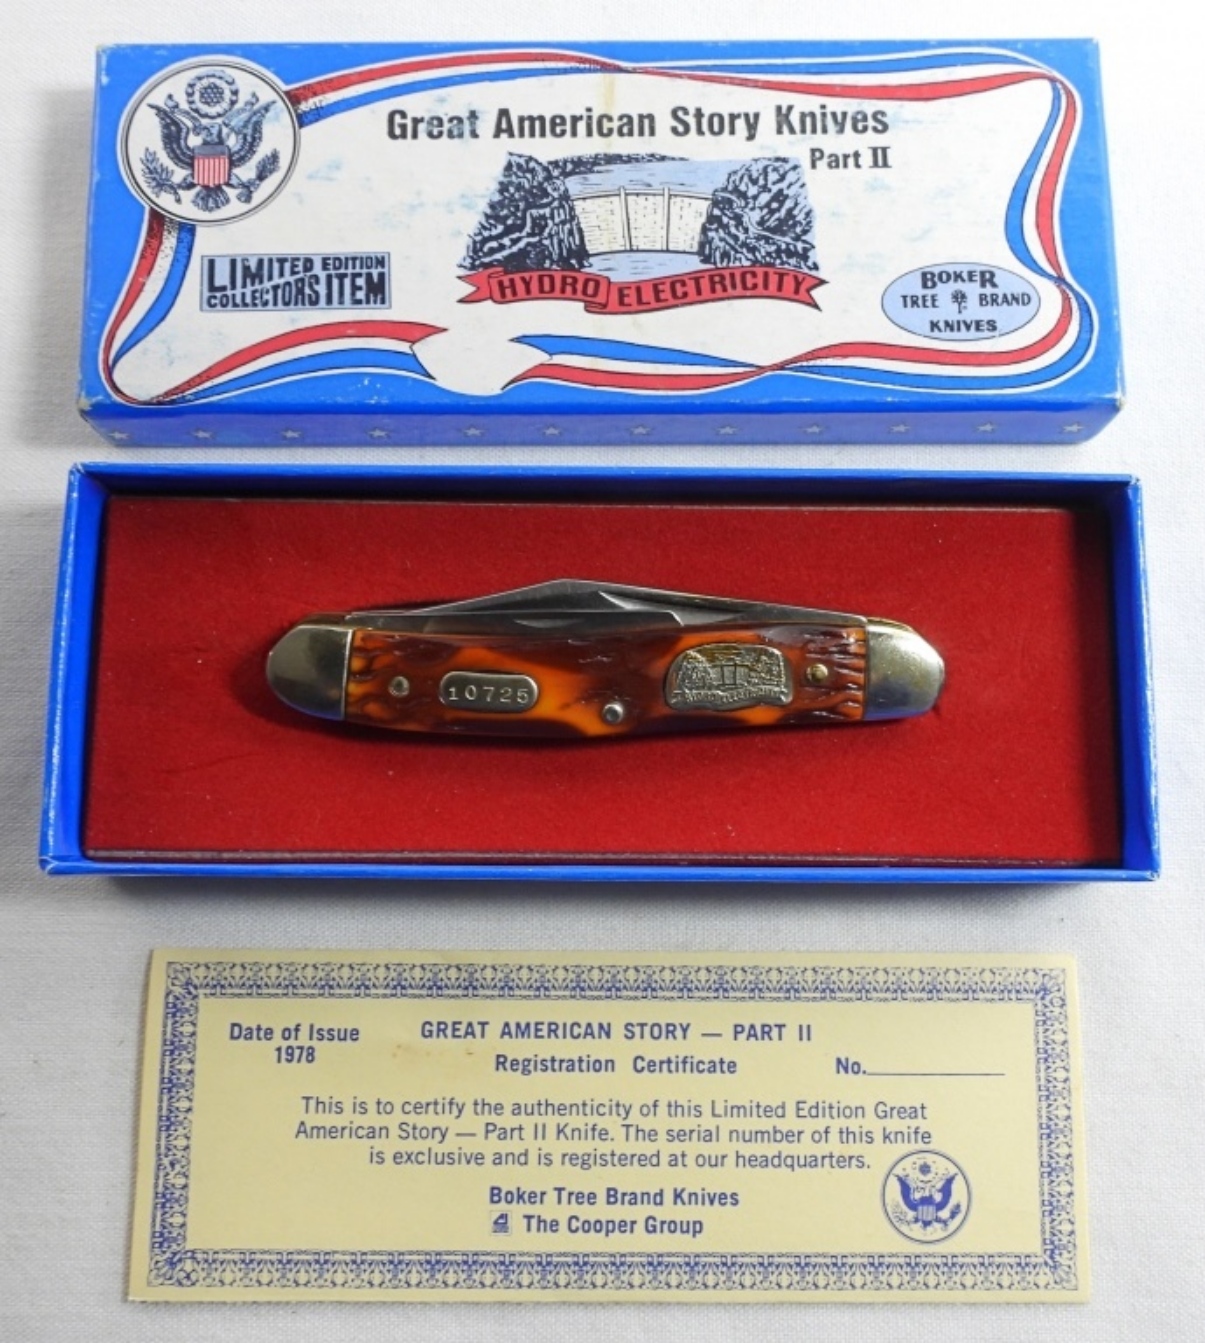 Great American Story Knives
Part II
HYDRO ELECTRICITY
LIMITED EDITION
COLLECTORS ITEM
BOKER
TREE BRAND
KNIVES
10725
HYDRO ELECTRICITY
Date of Issue
1978
GREAT AMERICAN STORY — PART II
Registration Certificate
No.
This is to certify the authenticity of this Limited Edition Great
American Story — Part II Knife. The serial number of this knife
is exclusive and is registered at our headquarters.
Boker Tree Brand Knives
The Cooper Group